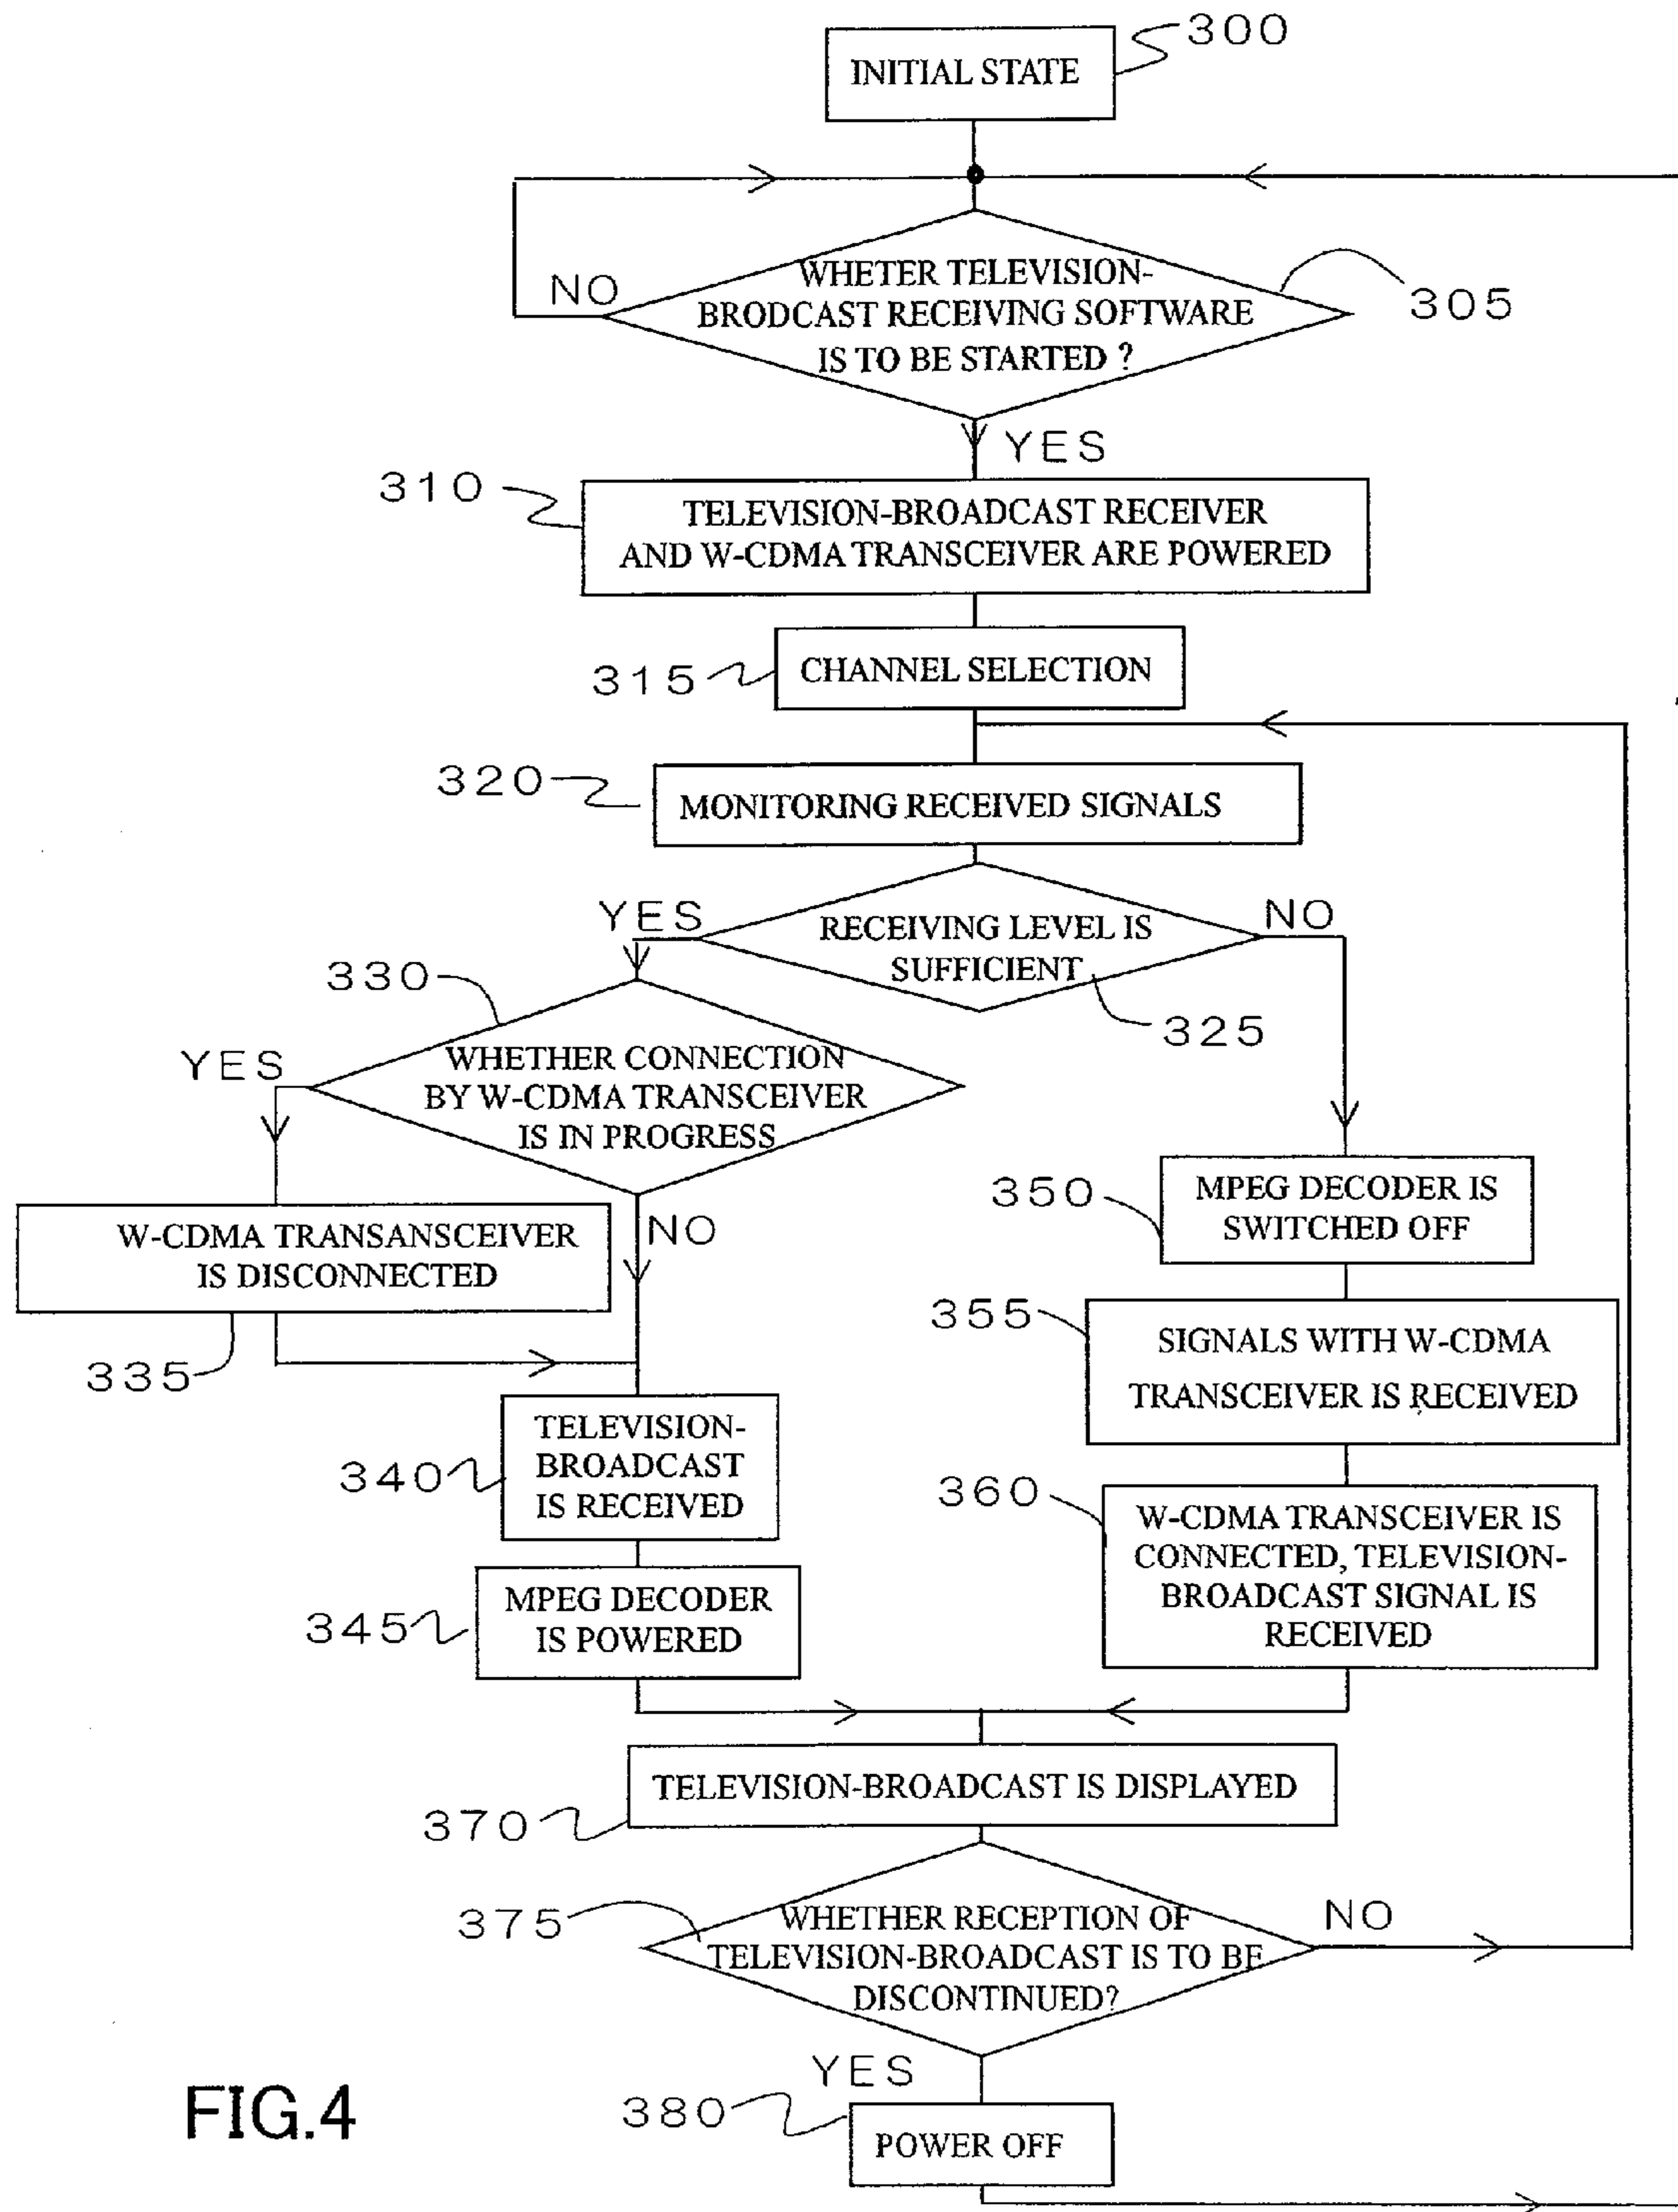 300
INITIAL STATE
NO
WHETER TELEVISION-
BRODCAST RECEIVING SOFTWARE
IS TO BE STARTED ?
305
YES
310
TELEVISION-BROADCAST RECEIVER
AND W-CDMA TRANSCEIVER ARE POWERED
315
CHANNEL SELECTION
320
MONITORING RECEIVED SIGNALS
YES
RECEIVING LEVEL IS
SUFFICIENT
NO
325
330
YES
WHETHER CONNECTION
BY W-CDMA TRANSCEIVER
IS IN PROGRESS
NO
W-CDMA TRANSANSCEIVER
IS DISCONNECTED
335
350
MPEG DECODER IS
SWITCHED OFF
355
SIGNALS WITH W-CDMA
TRANSCEIVER IS RECEIVED
340
TELEVISION-
BROADCAST
IS RECEIVED
360
W-CDMA TRANSCEIVER IS
CONNECTED, TELEVISION-
BROADCAST SIGNAL IS
RECEIVED
345
MPEG DECODER
IS POWERED
TELEVISION-BROADCAST IS DISPLAYED
370
375
WHETHER RECEPTION OF
TELEVISION-BROADCAST IS TO BE
DISCONTINUED?
NO
YES
380
POWER OFF
FIG.4